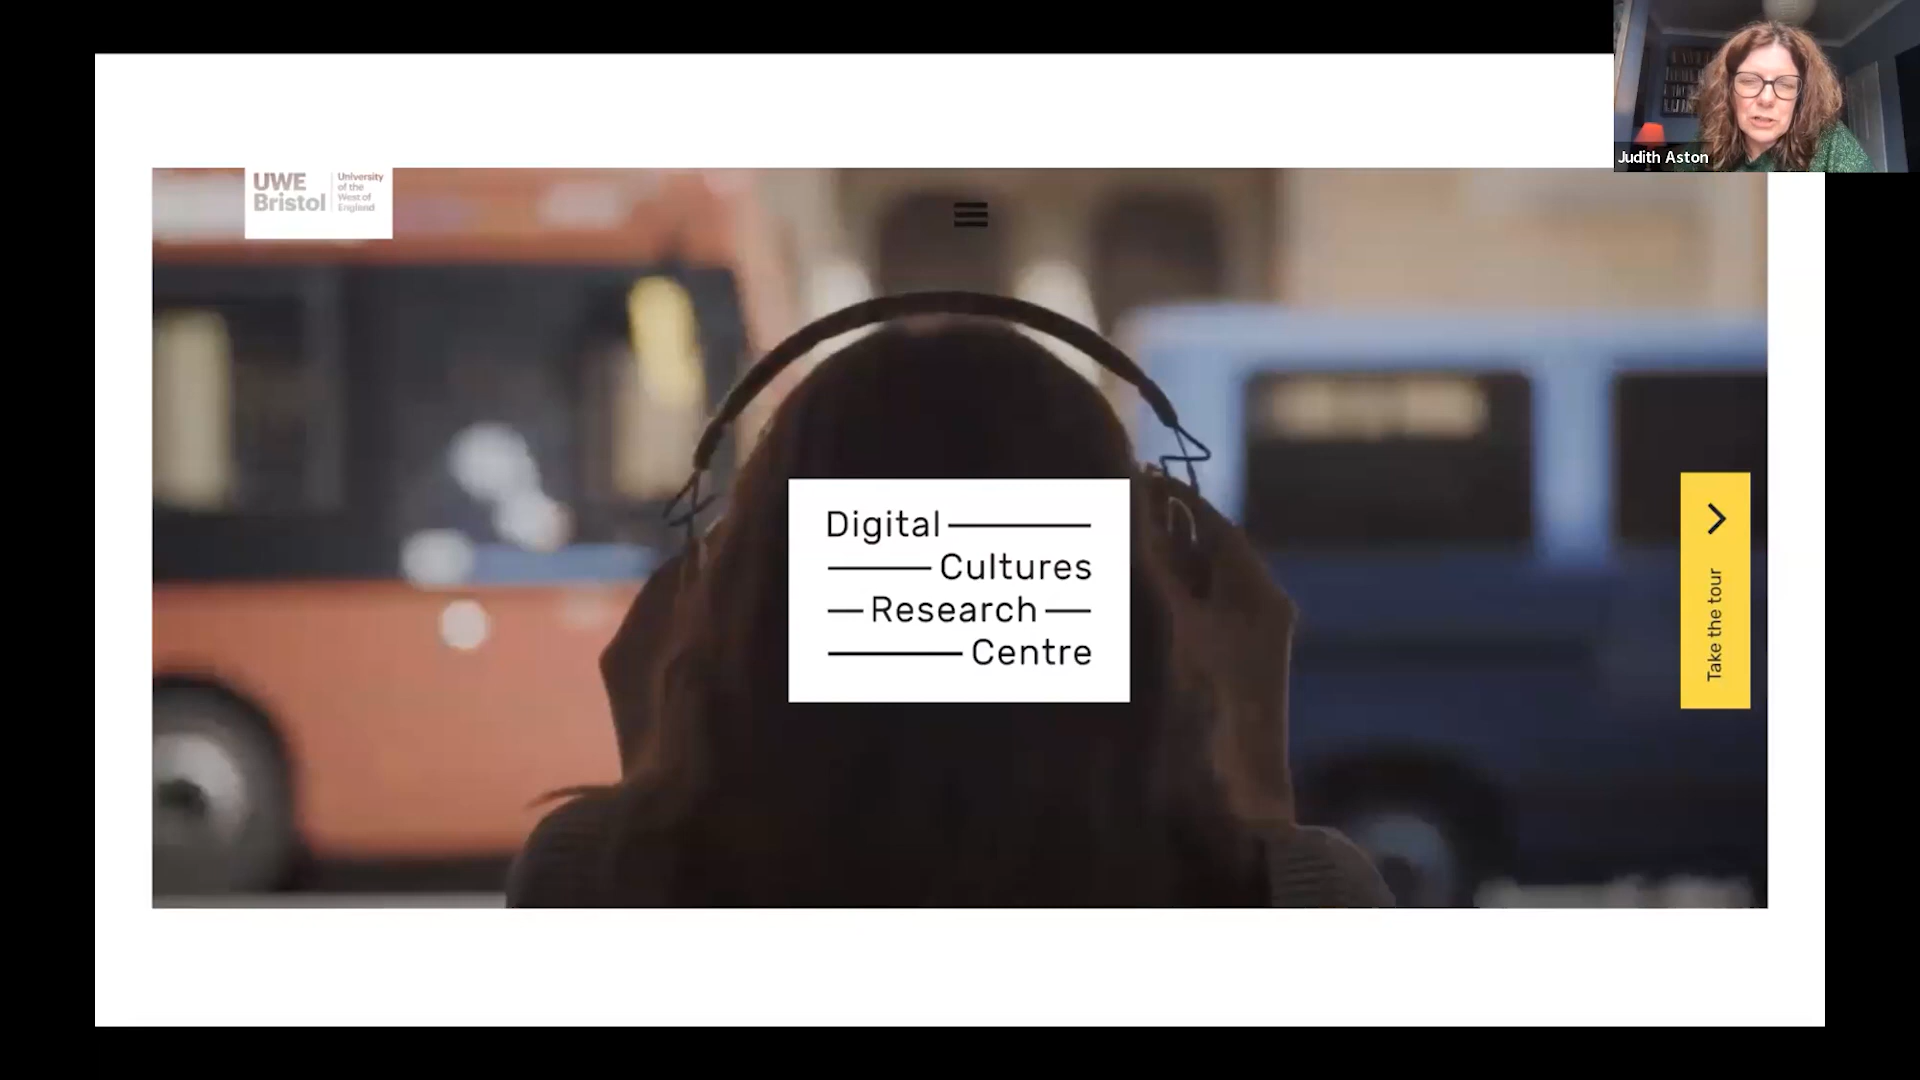 Judith Aston
UWE
Bristol
University
of the
West of
England
Digital
Cultures
Research
Centre
Take the tour